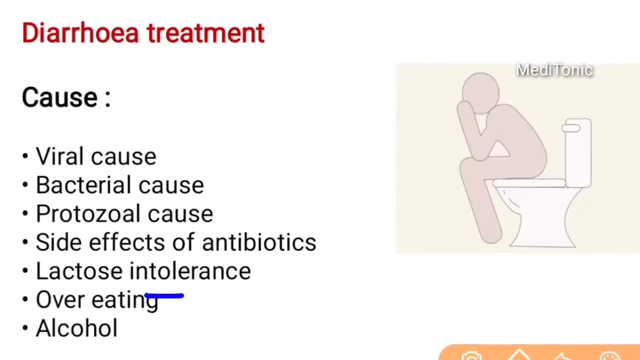 Diarrhoea treatment
MediTonic
Cause :
• Viral cause
• Bacterial cause
• Protozoal cause
• Side effects of antibiotics
• Lactose intolerance
• Over eating
• Alcohol